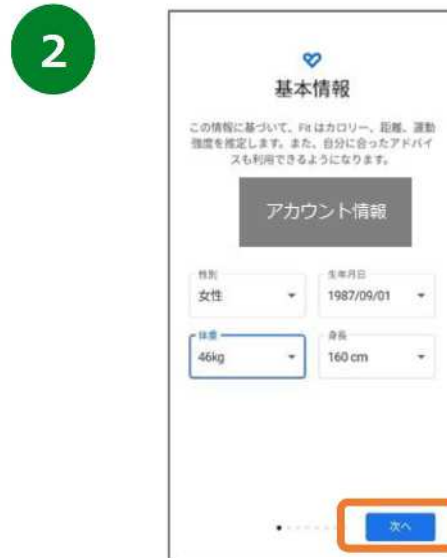 2
基本情報
この情報に基づいて、Fit はカロリー、距離、運動
強度を推定します。また、自分に合ったアドバイ
スも利用できるようになります。
アカウント情報
性別
女性
生年月日
1987/09/01
体重
46kg
身長
160 cm
次へ